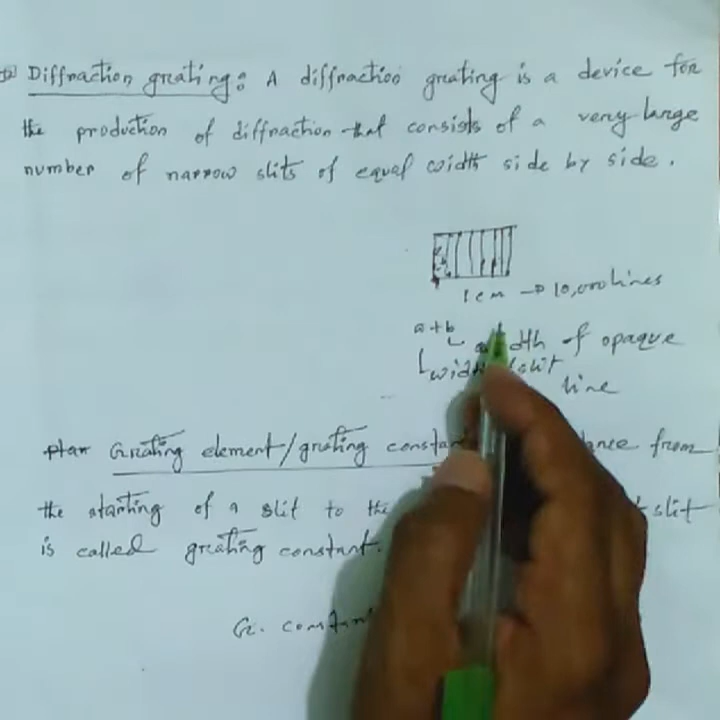 Diffraction grating: A diffraction grating is a device for
the production of diffraction that consists of a very large
number of narrow slits of equal width side by side.
1 cm → 10,000 lines
a+b
width of opaque
width slit
line
Grating element/grating constant from
the starting of a slit to the slit
is called grating constant.
G. constant